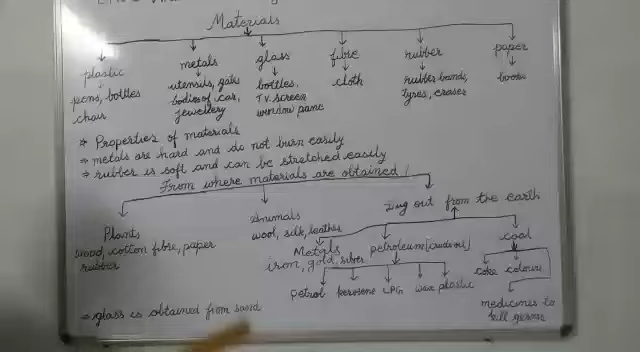 Materials
plastic metals glass fibre rubber paper
pens, bottles utensils, gate bottles, cloth rubber bands, books
chair bodies of car, T.V. screen tyres, eraser
jewellery window pane
⇒ Properties of materials
⇒ metals are hard and do not burn easily
⇒ rubber is soft and can be stretched easily
From where materials are obtained
Plants Animals Dug out from the earth
wood, cotton fibre, paper wool, silk, leather
rubber
Metals petroleum (crude oil) coal
iron, gold, silver
petrol kerosene LPG wax plastic coke colours
medicines to
kill germs
⇒ glass is obtained from sand